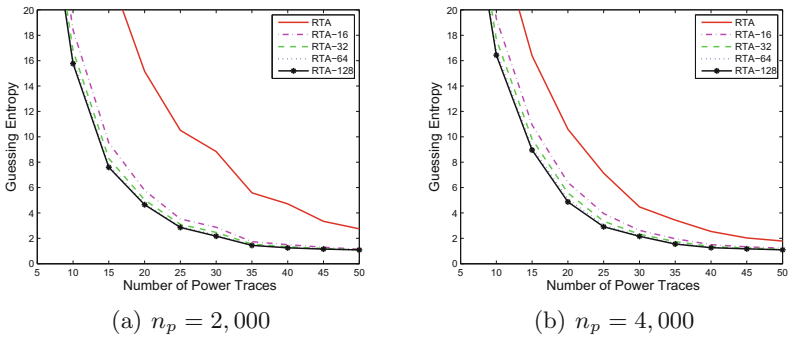 20
18
16
14
12
10
8
6
4
2
0
Guessing Entropy
5 10 15 20 25 30 35 40 45 50
Number of Power Traces
RTA
RTA−16
RTA−32
RTA−64
RTA−128
(a) n_p = 2,000
20
18
16
14
12
10
8
6
4
2
0
Guessing Entropy
5 10 15 20 25 30 35 40 45 50
Number of Power Traces
RTA
RTA−16
RTA−32
RTA−64
RTA−128
(b) n_p = 4,000